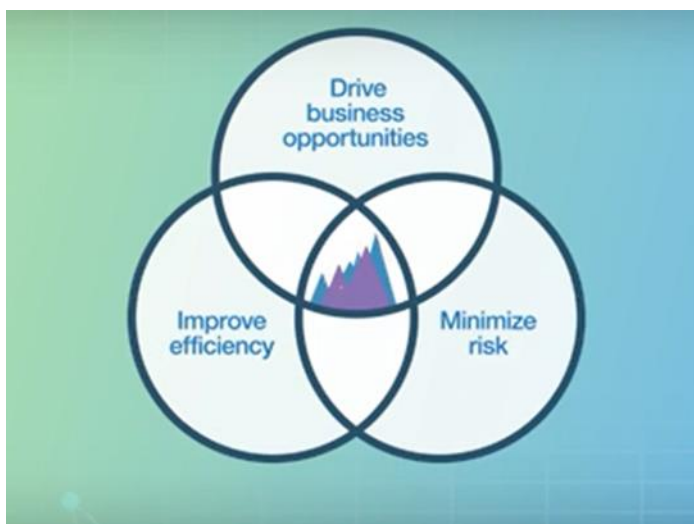 Drive
business
opportunities
Improve
efficiency
Minimize
risk